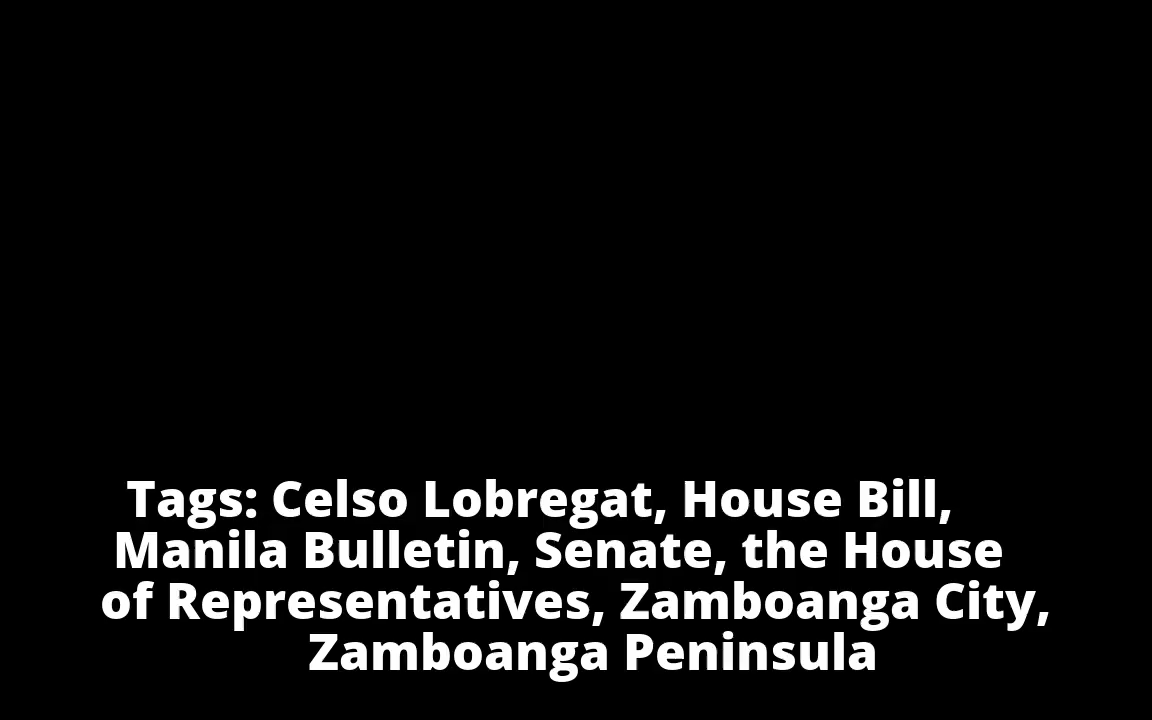 Tags: Celso Lobregat, House Bill,
Manila Bulletin, Senate, the House
of Representatives, Zamboanga City,
Zamboanga Peninsula